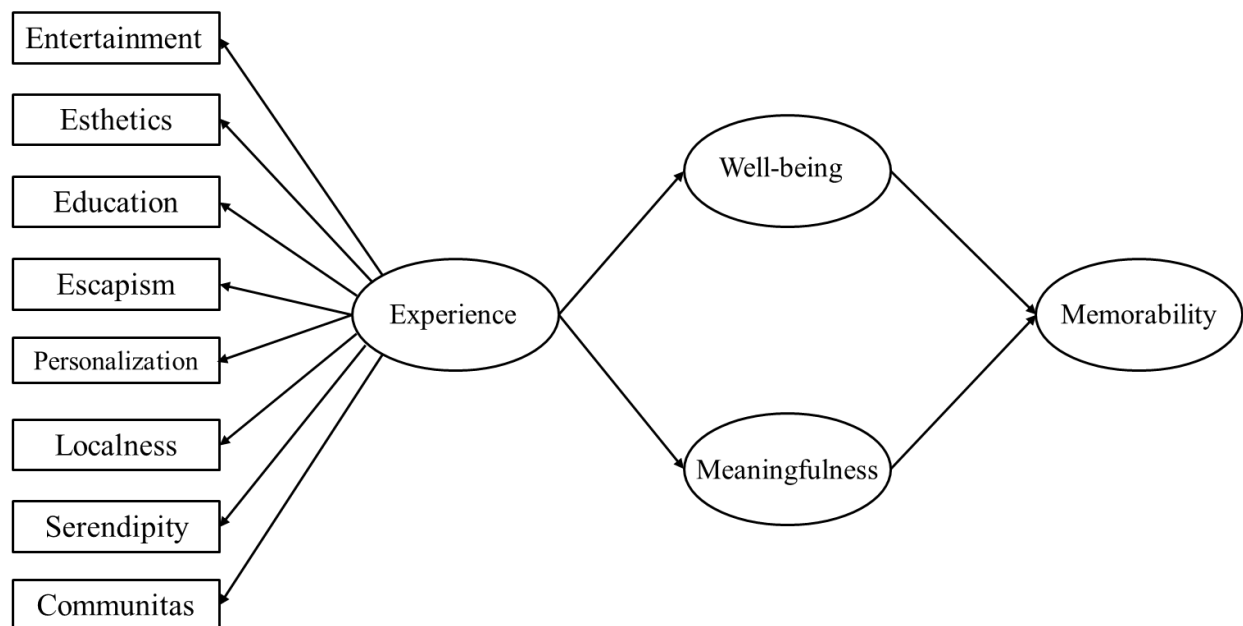 Entertainment
Esthetics
Education
Escapism
Personalization
Localness
Serendipity
Communitas
Experience
Well-being
Meaningfulness
Memorability